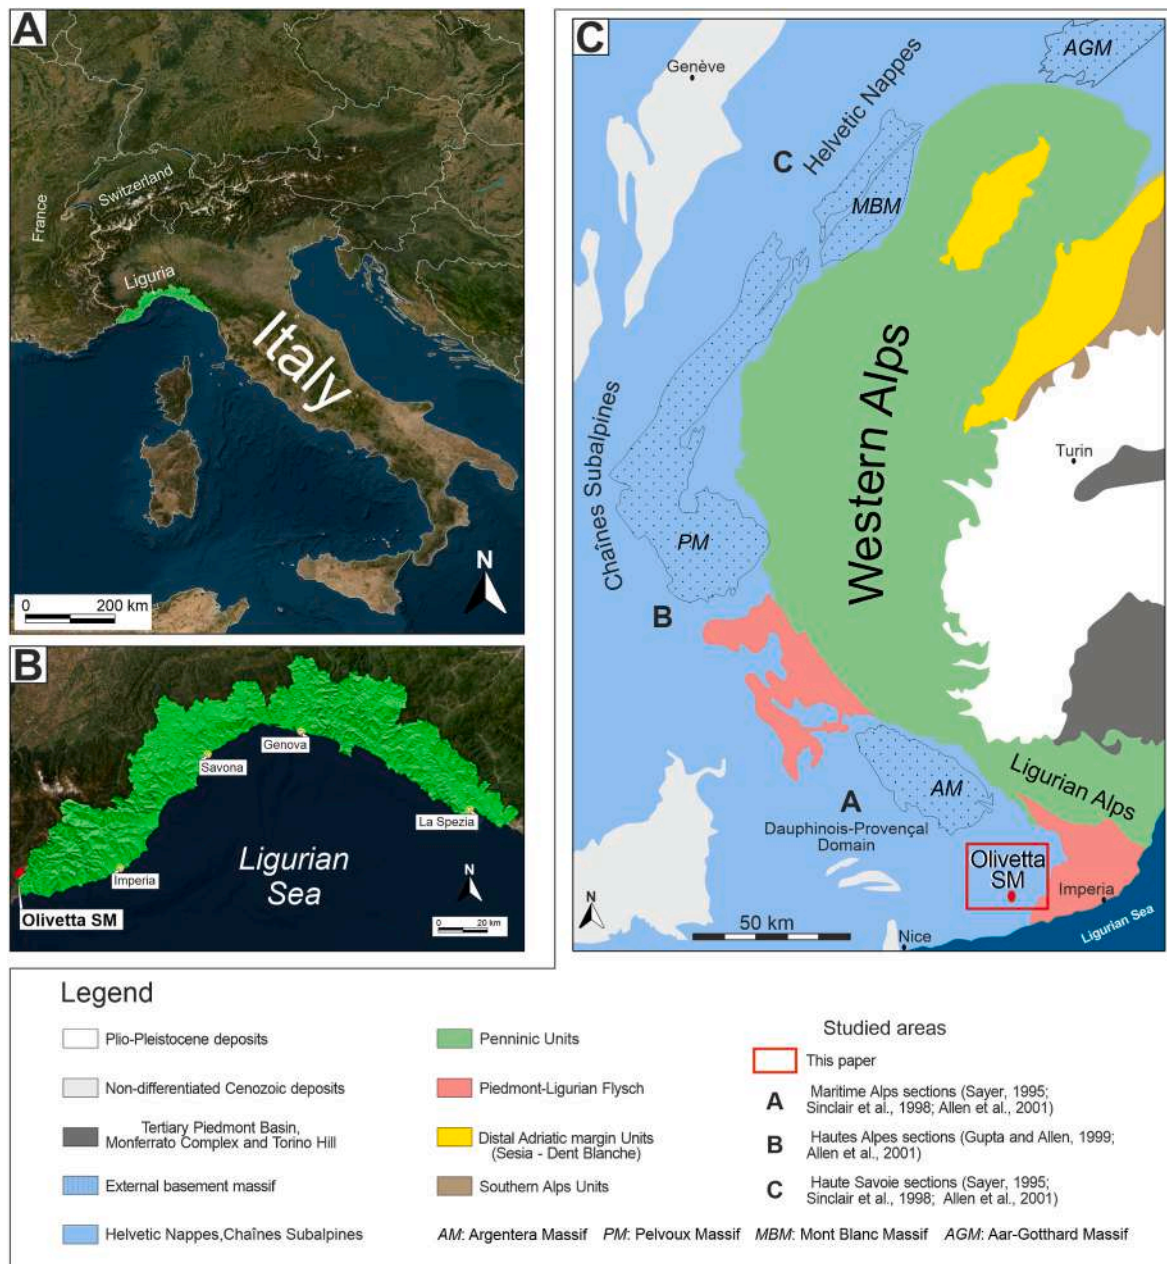 A
France
Switzerland
Liguria
Italy
N
0 200 km
B
Genova
Savona
La Spezia
Imperia
Ligurian
Sea
Olivetta SM
N
0 20 km
C
AGM
Genève
Helvetic Nappes
C
MBM
Chaînes Subalpines
Western Alps
Turin
PM
B
Ligurian Alps
AM
A
Dauphinois-Provençal
Domain
Olivetta
SM
Imperia
N
50 km
Nice
Ligurian Sea
Legend
Plio-Pleistocene deposits
Non-differentiated Cenozoic deposits
Tertiary Piedmont Basin,
Monferrato Complex and Torino Hill
External basement massif
Helvetic Nappes,Chaînes Subalpines
Penninic Units
Piedmont-Ligurian Flysch
Distal Adriatic margin Units
(Sesia - Dent Blanche)
Southern Alps Units
Studied areas
This paper
A Maritime Alps sections (Sayer, 1995;
Sinclair et al., 1998; Allen et al., 2001)
B Hautes Alpes sections (Gupta and Allen, 1999;
Allen et al., 2001)
C Haute Savoie sections (Sayer, 1995;
Sinclair et al., 1998; Allen et al., 2001)
AM: Argentera Massif PM: Pelvoux Massif MBM: Mont Blanc Massif AGM: Aar-Gotthard Massif